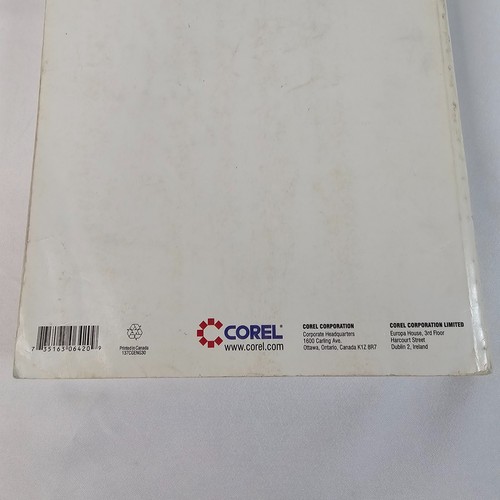 7 35163 06420 9
Printed in Canada
137CGENG30
COREL®
www.corel.com
COREL CORPORATION
Corporate Headquarters
1600 Carling Ave.
Ottawa, Ontario, Canada K1Z 8R7
COREL CORPORATION LIMITED
Europa House, 3rd Floor
Harcourt Street
Dublin 2, Ireland